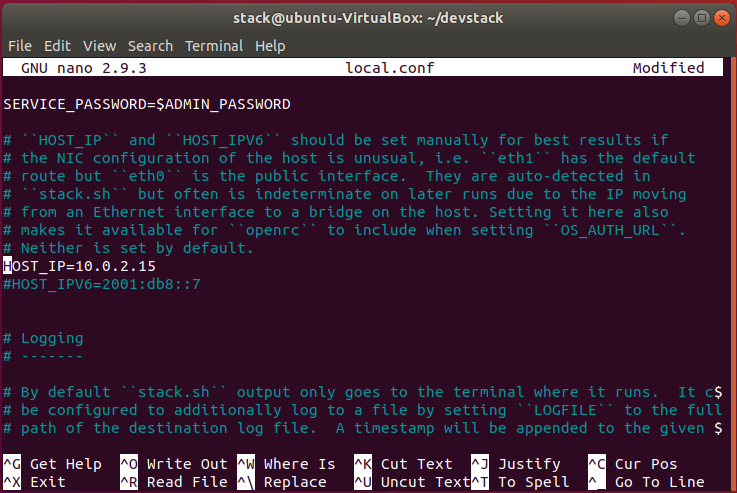 stack@ubuntu-VirtualBox: ~/devstack
File Edit View Search Terminal Help
GNU nano 2.9.3 local.conf Modified
SERVICE_PASSWORD=$ADMIN_PASSWORD
# ``HOST_IP`` and ``HOST_IPV6`` should be set manually for best results if
# the NIC configuration of the host is unusual, i.e. ``eth1`` has the default
# route but ``eth0`` is the public interface.  They are auto-detected in
# ``stack.sh`` but often is indeterminate on later runs due to the IP moving
# from an Ethernet interface to a bridge on the host. Setting it here also
# makes it available for ``openrc`` to include when setting ``OS_AUTH_URL``.
# Neither is set by default.
HOST_IP=10.0.2.15
#HOST_IPV6=2001:db8::7
# Logging
# -------
# By default ``stack.sh`` output only goes to the terminal where it runs.  It c$
# be configured to additionally log to a file by setting ``LOGFILE`` to the full
# path of the destination log file.  A timestamp will be appended to the given $
^G Get Help ^O Write Out ^W Where Is ^K Cut Text ^J Justify ^C Cur Pos
^X Exit ^R Read File ^\ Replace ^U Uncut Text ^T To Spell ^_ Go To Line